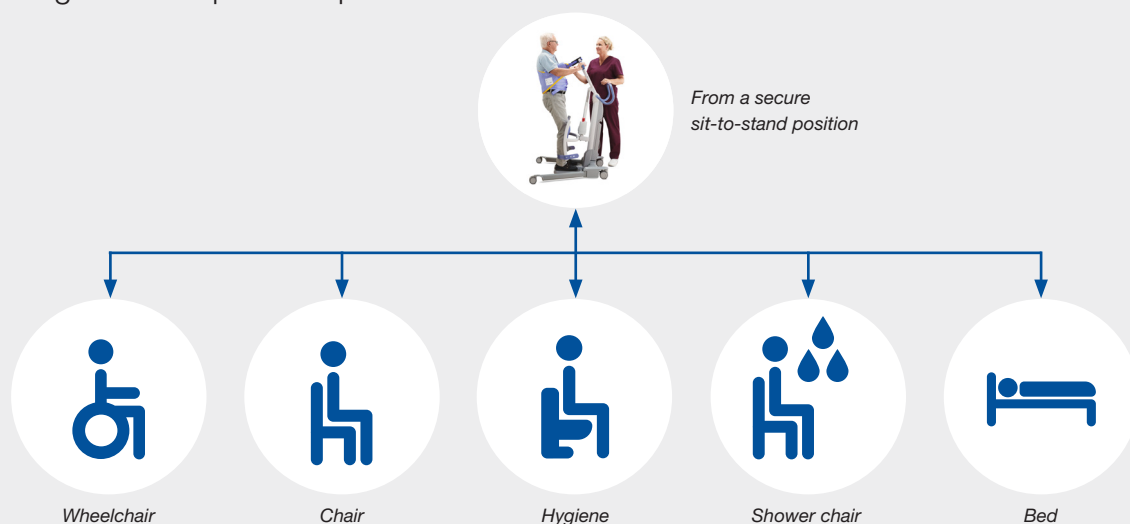 From a secure
sit-to-stand position
Wheelchair
Chair
Hygiene
Shower chair
Bed